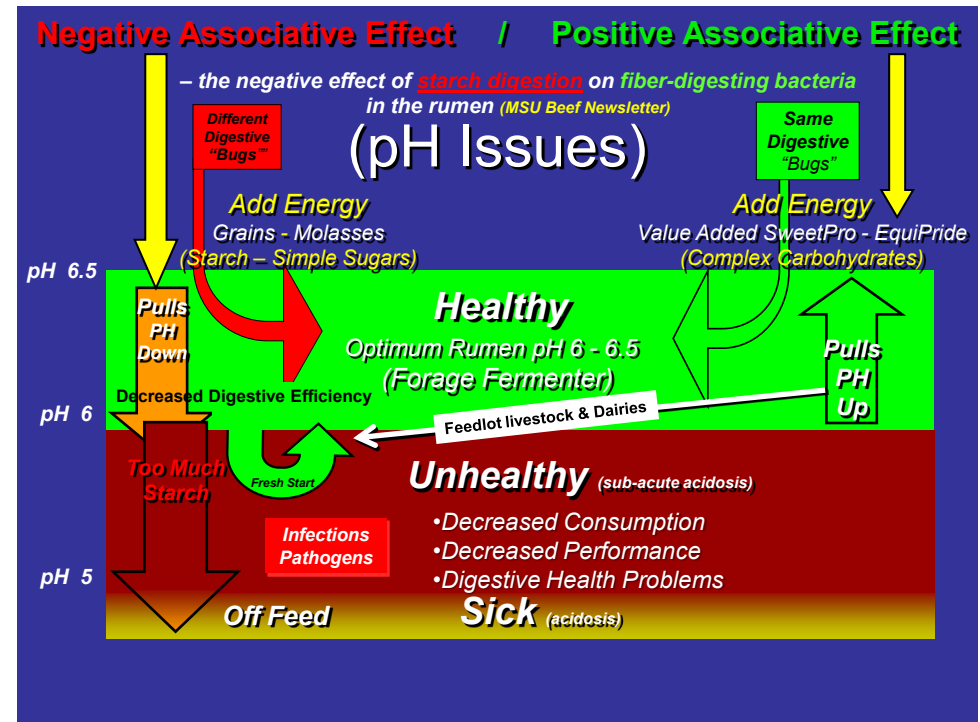 Negative Associative Effect / Positive Associative Effect
– the negative effect of starch digestion on fiber-digesting bacteria
in the rumen (MSU Beef Newsletter)
Different
Digestive
"Bugs""
(pH Issues)
Same
Digestive
"Bugs"
Add Energy
Grains - Molasses
(Starch – Simple Sugars)
Add Energy
Value Added SweetPro - EquiPride
(Complex Carbohydrates)
pH 6.5
Pulls
PH
Down
Healthy
Optimum Rumen pH 6 - 6.5
(Forage Fermenter)
Pulls
PH
Up
Decreased Digestive Efficiency
pH 6
Feedlot livestock & Dairies
Too Much
Starch
Fresh Start
Unhealthy (sub-acute acidosis)
Infections
Pathogens
•Decreased Consumption
•Decreased Performance
•Digestive Health Problems
pH 5
Off Feed
Sick (acidosis)